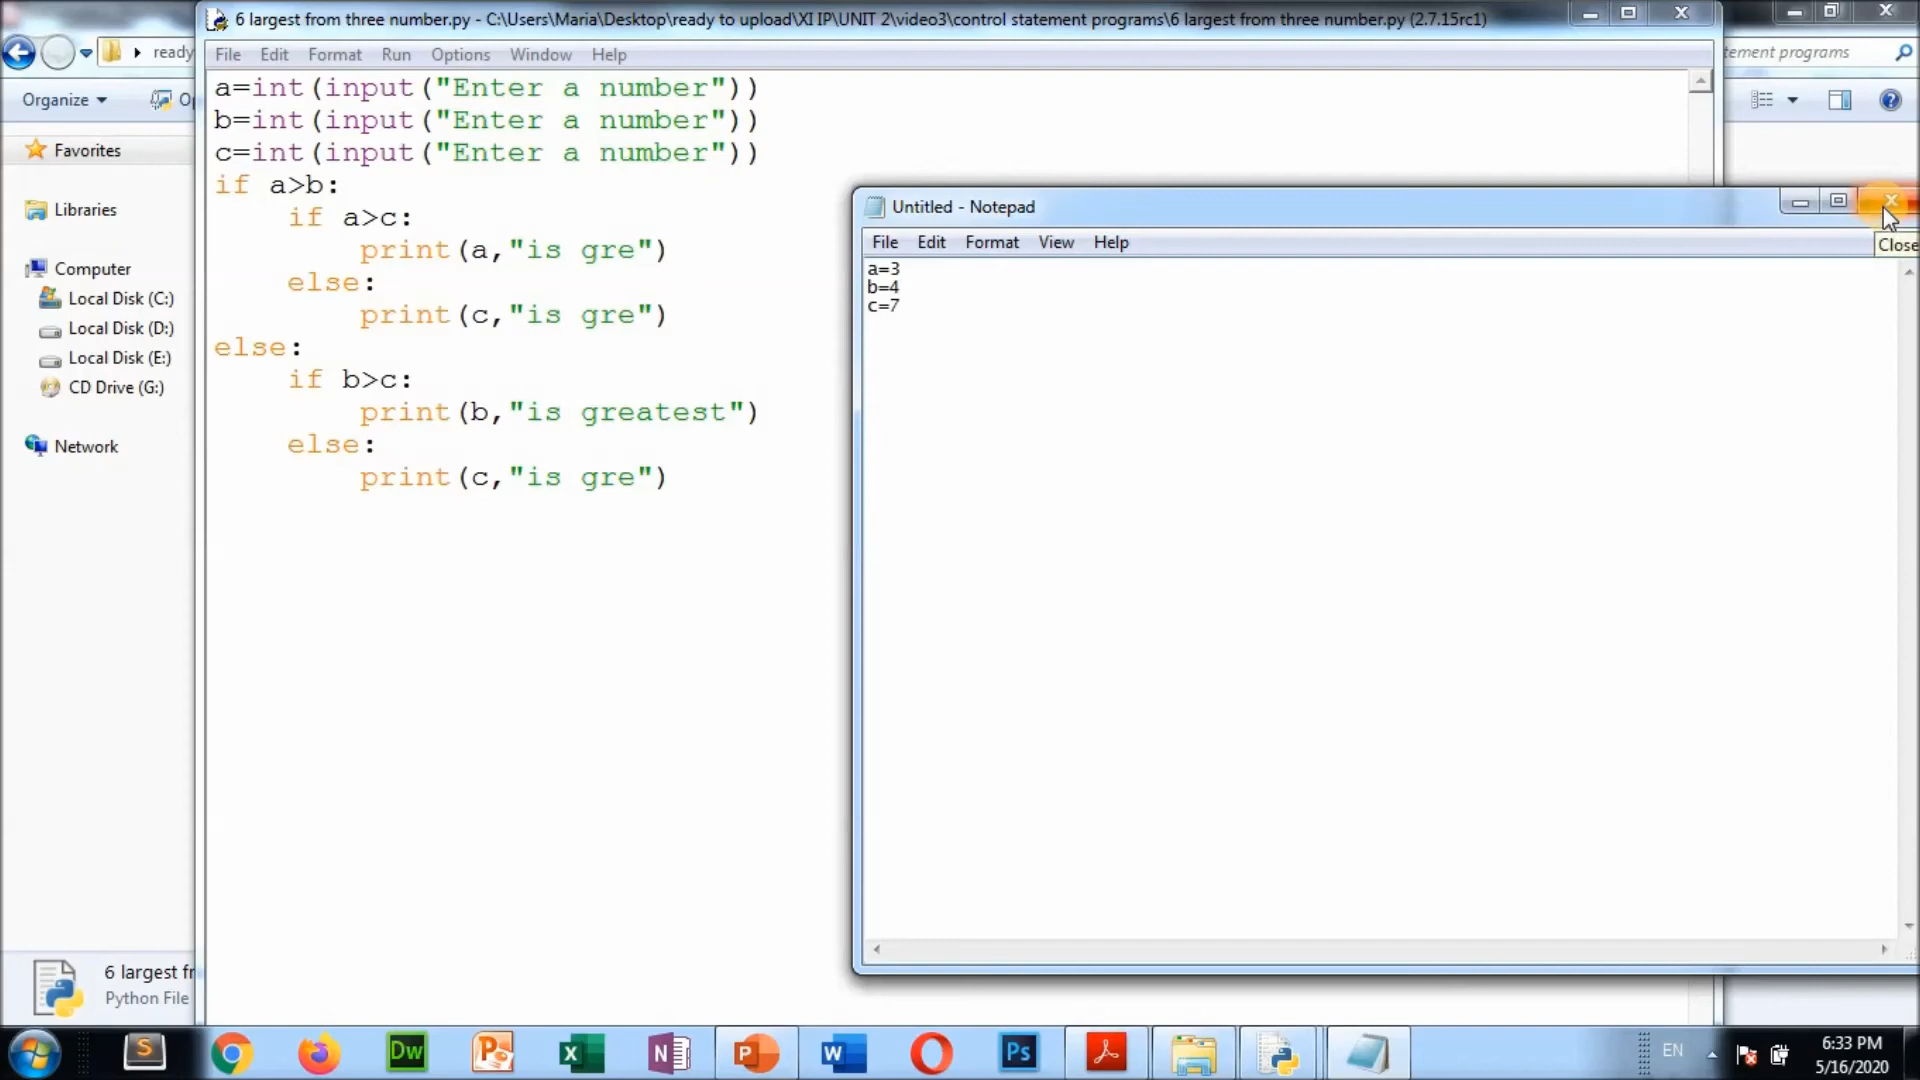 6 largest from three number.py - C:\Users\Maria\Desktop\ready to upload\XI IP\UNIT 2\video3\control statement programs\6 largest from three number.py (2.7.15rc1)
ready
tement programs
File Edit Format Run Options Window Help
Organize
Op
a=int(input("Enter a number"))
b=int(input("Enter a number"))
c=int(input("Enter a number"))
if a>b:
if a>c:
print(a,"is gre")
else:
print(c,"is gre")
else:
if b>c:
print(b,"is greatest")
else:
print(c,"is gre")
Favorites
Libraries
Computer
Local Disk (C:)
Local Disk (D:)
Local Disk (E:)
CD Drive (G:)
Network
Untitled - Notepad
Close
File Edit Format View Help
a=3
b=4
c=7
6 largest fr
Python File
S
Dw
P
X
N
P
W
Ps
EN
6:33 PM
5/16/2020